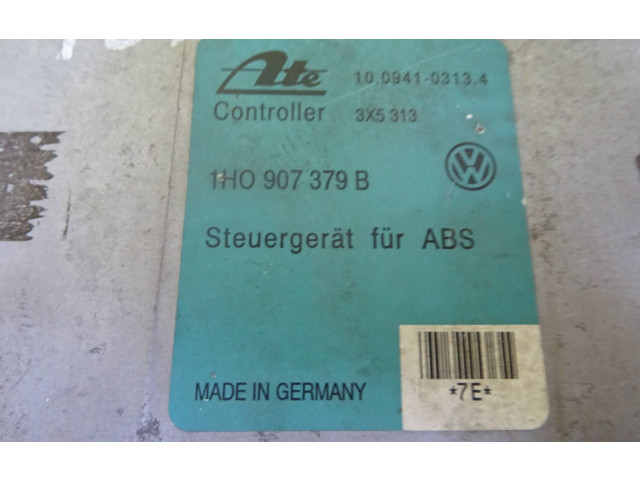 Ate 10.0941-0313.4
Controller 3X5 313
1HO 907 379 B
VW
Steuergerät für ABS
MADE IN GERMANY
*7E*